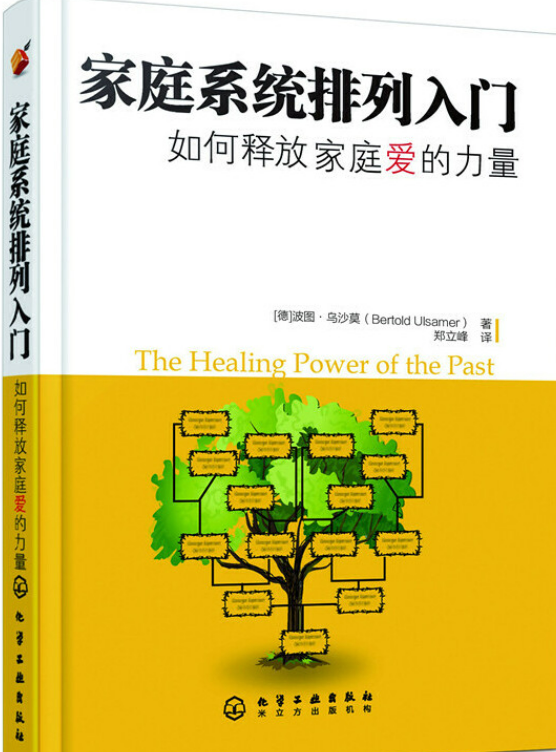 家庭系统排列入门
如何释放家庭爱的力量
[德]波图·乌沙莫（Bertold Ulsamer） 著
郑立峰 译
The Healing Power of the Past
化学工业出版社
米立方出版机构
家庭系统排列入门
如何释放家庭爱的力量
化学工业出版社